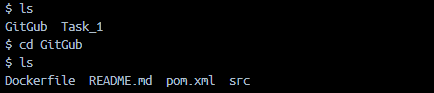 $ ls
GitGub  Task_1
$ cd GitGub
$ ls
Dockerfile  README.md  pom.xml  src